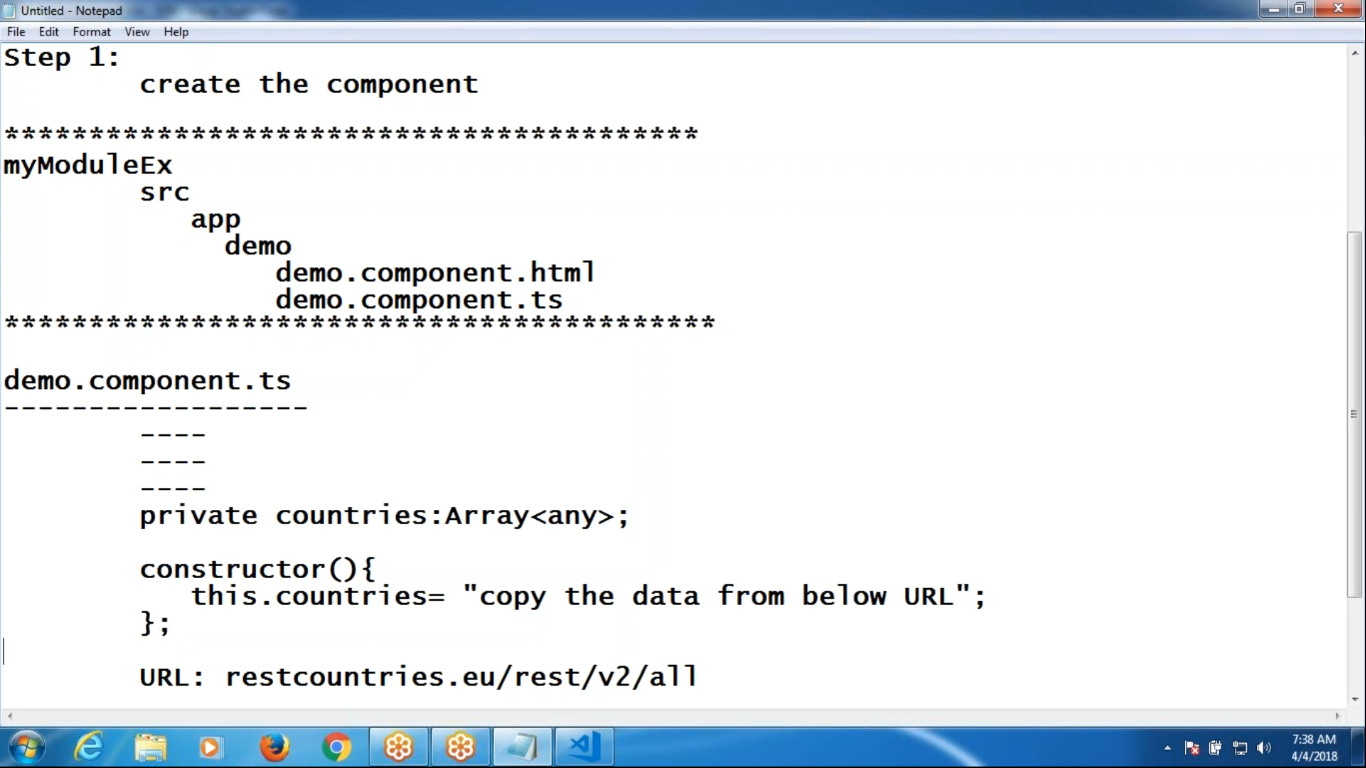 Untitled - Notepad
File Edit Format View Help
Step 1:
create the component
*****************************************
myModuleEx
src
app
demo
demo.component.html
demo.component.ts
******************************************
demo.component.ts
------------------
----
----
----
private countries:Array<any>;
constructor(){
this.countries= "copy the data from below URL";
};
URL: restcountries.eu/rest/v2/all
7:38 AM
4/4/2018